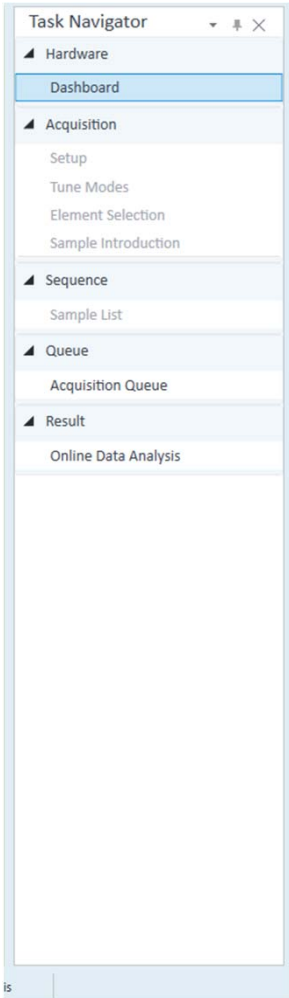 Task Navigator
Hardware
Dashboard
Acquisition
Setup
Tune Modes
Element Selection
Sample Introduction
Sequence
Sample List
Queue
Acquisition Queue
Result
Online Data Analysis
is